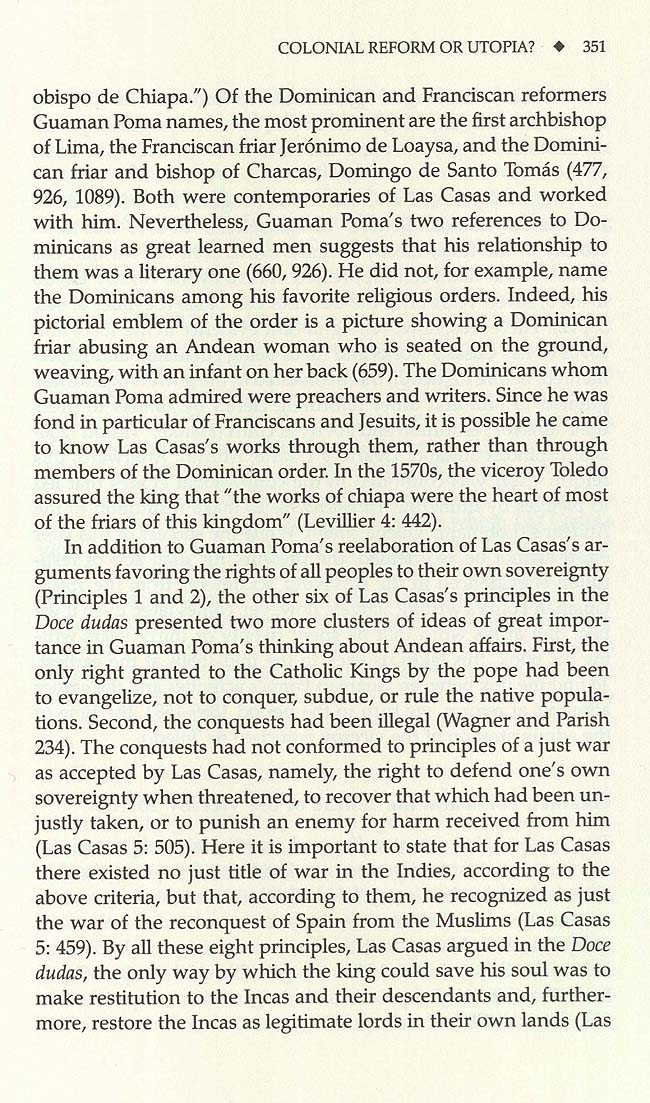 COLONIAL REFORM OR UTOPIA? ◆ 351
obispo de Chiapa.”) Of the Dominican and Franciscan reformers
Guaman Poma names, the most prominent are the first archbishop
of Lima, the Franciscan friar Jerónimo de Loaysa, and the Domini-
can friar and bishop of Charcas, Domingo de Santo Tomás (477,
926, 1089). Both were contemporaries of Las Casas and worked
with him. Nevertheless, Guaman Poma’s two references to Do-
minicans as great learned men suggests that his relationship to
them was a literary one (660, 926). He did not, for example, name
the Dominicans among his favorite religious orders. Indeed, his
pictorial emblem of the order is a picture showing a Dominican
friar abusing an Andean woman who is seated on the ground,
weaving, with an infant on her back (659). The Dominicans whom
Guaman Poma admired were preachers and writers. Since he was
fond in particular of Franciscans and Jesuits, it is possible he came
to know Las Casas’s works through them, rather than through
members of the Dominican order. In the 1570s, the viceroy Toledo
assured the king that “the works of chiapa were the heart of most
of the friars of this kingdom” (Levillier 4: 442).
In addition to Guaman Poma’s reelaboration of Las Casas’s ar-
guments favoring the rights of all peoples to their own sovereignty
(Principles 1 and 2), the other six of Las Casas’s principles in the
Doce dudas presented two more clusters of ideas of great impor-
tance in Guaman Poma’s thinking about Andean affairs. First, the
only right granted to the Catholic Kings by the pope had been
to evangelize, not to conquer, subdue, or rule the native popula-
tions. Second, the conquests had been illegal (Wagner and Parish
234). The conquests had not conformed to principles of a just war
as accepted by Las Casas, namely, the right to defend one’s own
sovereignty when threatened, to recover that which had been un-
justly taken, or to punish an enemy for harm received from him
(Las Casas 5: 505). Here it is important to state that for Las Casas
there existed no just title of war in the Indies, according to the
above criteria, but that, according to them, he recognized as just
the war of the reconquest of Spain from the Muslims (Las Casas
5: 459). By all these eight principles, Las Casas argued in the Doce
dudas, the only way by which the king could save his soul was to
make restitution to the Incas and their descendants and, further-
more, restore the Incas as legitimate lords in their own lands (Las